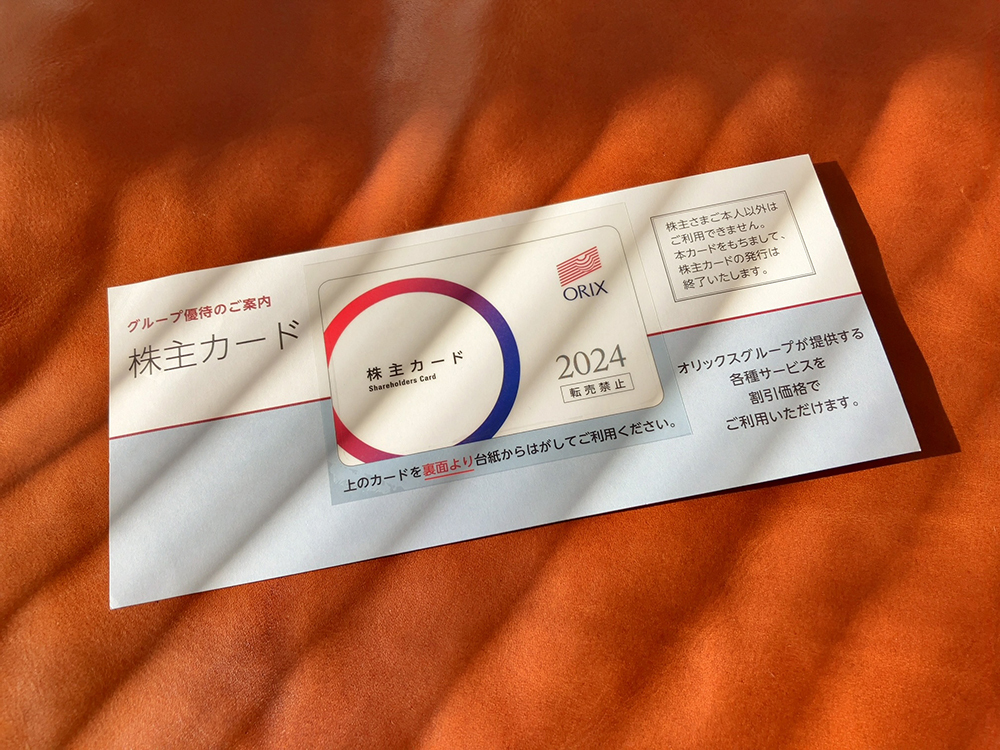 グループ優待のご案内
株主カード
株主カード
Shareholders Card
ORIX
2024
転売禁止
上のカードを裏面より台紙からはがしてご利用ください。
株主さまご本人以外は
ご利用できません。
本カードをもちまして、
株主カードの発行は
終了いたします。
オリックスグループが提供する
各種サービスを
割引価格で
ご利用いただけます。